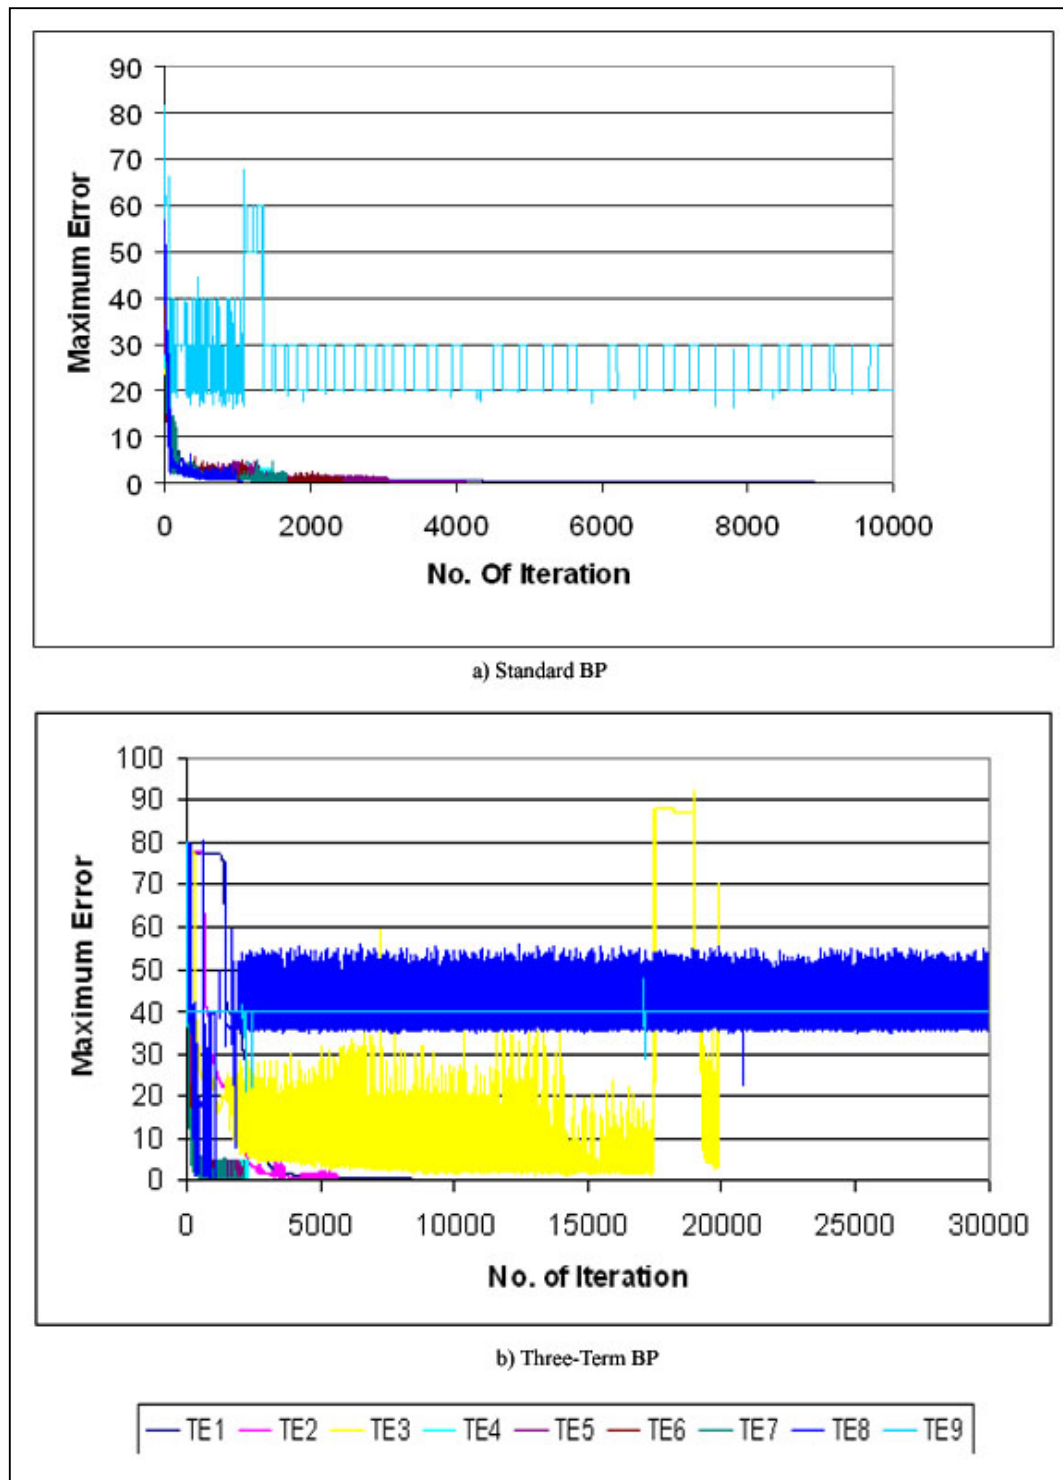 90
80
70
60
50
40
30
20
10
0
Maximum Error
0 2000 4000 6000 8000 10000
No. Of Iteration
a) Standard BP
100
90
80
70
60
50
40
30
20
10
0
Maximum Error
0 5000 10000 15000 20000 25000 30000
No. of Iteration
b) Three-Term BP
TE1 TE2 TE3 TE4 TE5 TE6 TE7 TE8 TE9